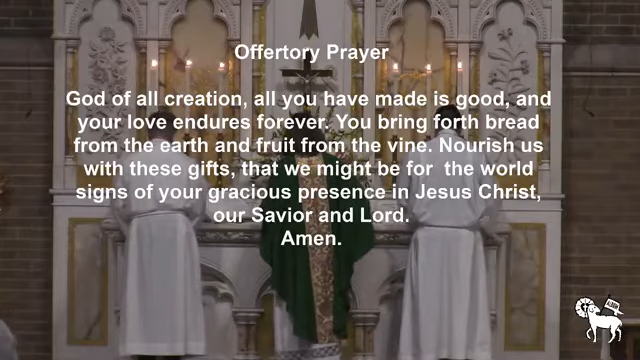 Offertory Prayer
God of all creation, all you have made is good, and
your love endures forever. You bring forth bread
from the earth and fruit from the vine. Nourish us
with these gifts, that we might be for the world
signs of your gracious presence in Jesus Christ,
our Savior and Lord.
Amen.